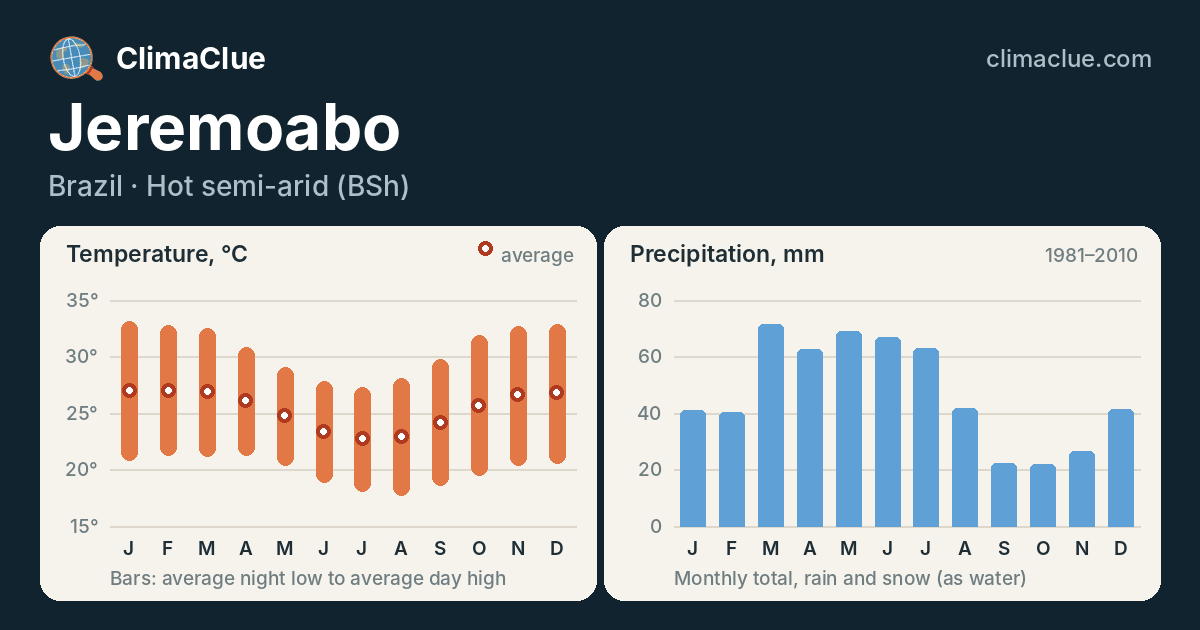 ClimaClue
climaclue.com
Jeremoabo
Brazil · Hot semi-arid (BSh)
Temperature, °C
average
35°
30°
25°
20°
15°
J F M A M J J A S O N D
Bars: average night low to average day high
Precipitation, mm
1981–2010
80
60
40
20
0
J F M A M J J A S O N D
Monthly total, rain and snow (as water)